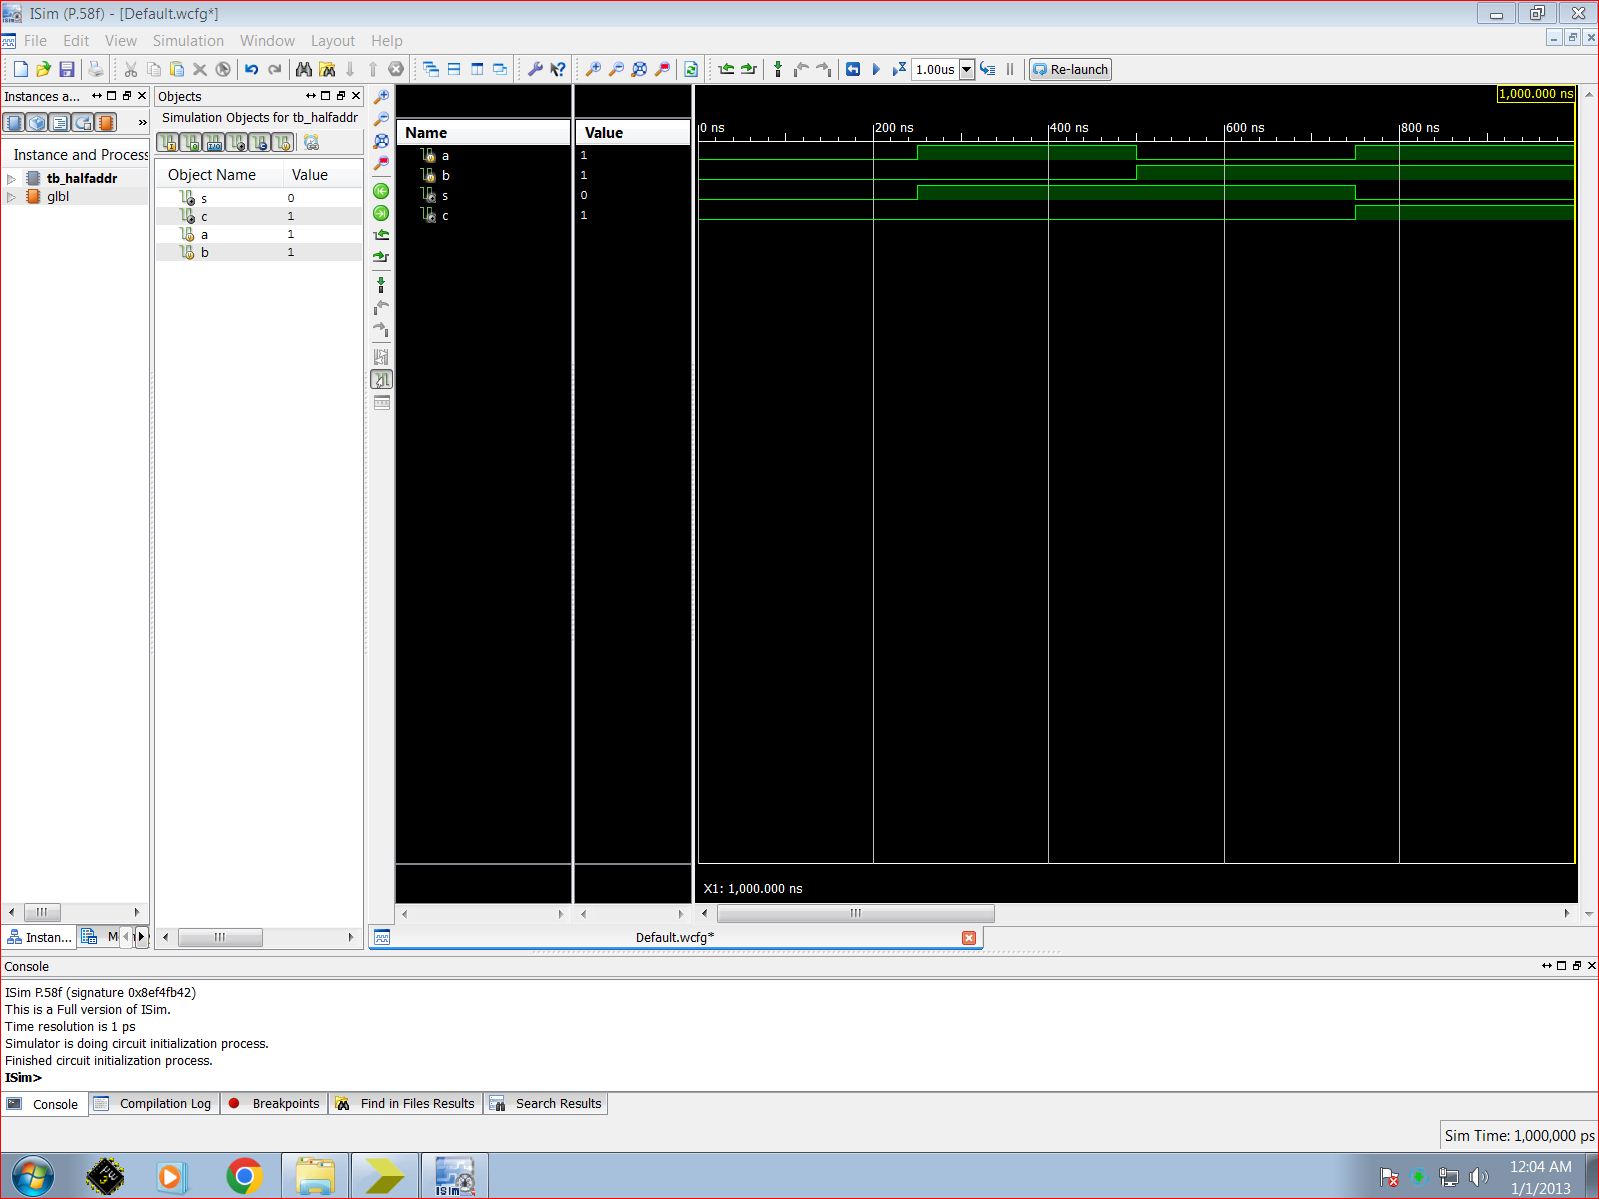 ISim (P.58f) - [Default.wcfg*]
File Edit View Simulation Window Layout Help
1.00us Re-launch
Instances a...
Instance and Process
tb_halfaddr
glbl
Instan...
Objects
Simulation Objects for tb_halfaddr
Object Name Value
s 0
c 1
a 1
b 1
Name Value
a 1
b 1
s 0
c 1
1,000.000 ns
0 ns 200 ns 400 ns 600 ns 800 ns
X1: 1,000.000 ns
Default.wcfg*
Console
ISim P.58f (signature 0x8ef4fb42)
This is a Full version of ISim.
Time resolution is 1 ps
Simulator is doing circuit initialization process.
Finished circuit initialization process.
ISim>
Console Compilation Log Breakpoints Find in Files Results Search Results
Sim Time: 1,000,000 ps
ISim
12:04 AM
1/1/2013